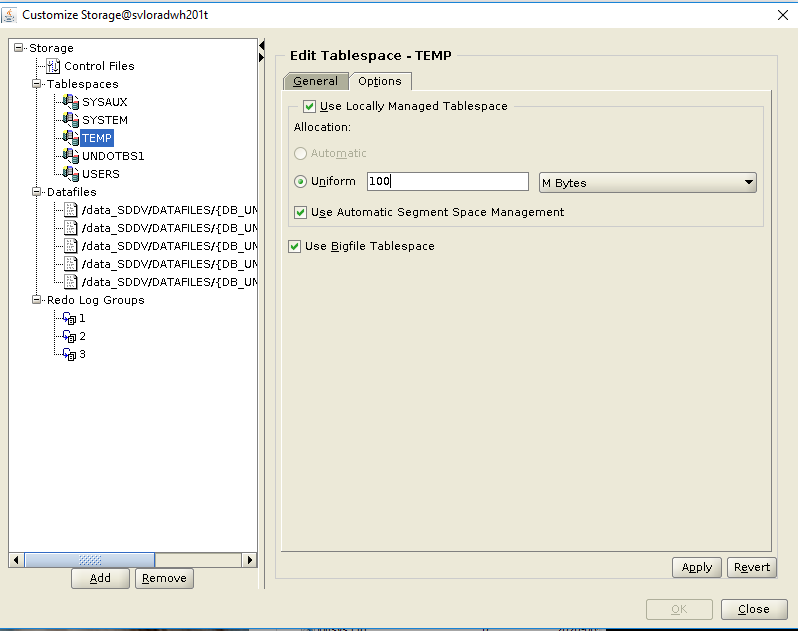 Customize Storage@svloradwh201t
Storage
Control Files
Tablespaces
SYSAUX
SYSTEM
TEMP
UNDOTBS1
USERS
Datafiles
/data_SDDV/DATAFILES/{DB_UN
/data_SDDV/DATAFILES/{DB_UN
/data_SDDV/DATAFILES/{DB_UN
/data_SDDV/DATAFILES/{DB_UN
/data_SDDV/DATAFILES/{DB_UN
Redo Log Groups
1
2
3
Add Remove
Edit Tablespace - TEMP
General Options
Use Locally Managed Tablespace
Allocation:
Automatic
Uniform 100 M Bytes
Use Automatic Segment Space Management
Use Bigfile Tablespace
Apply Revert
OK Close